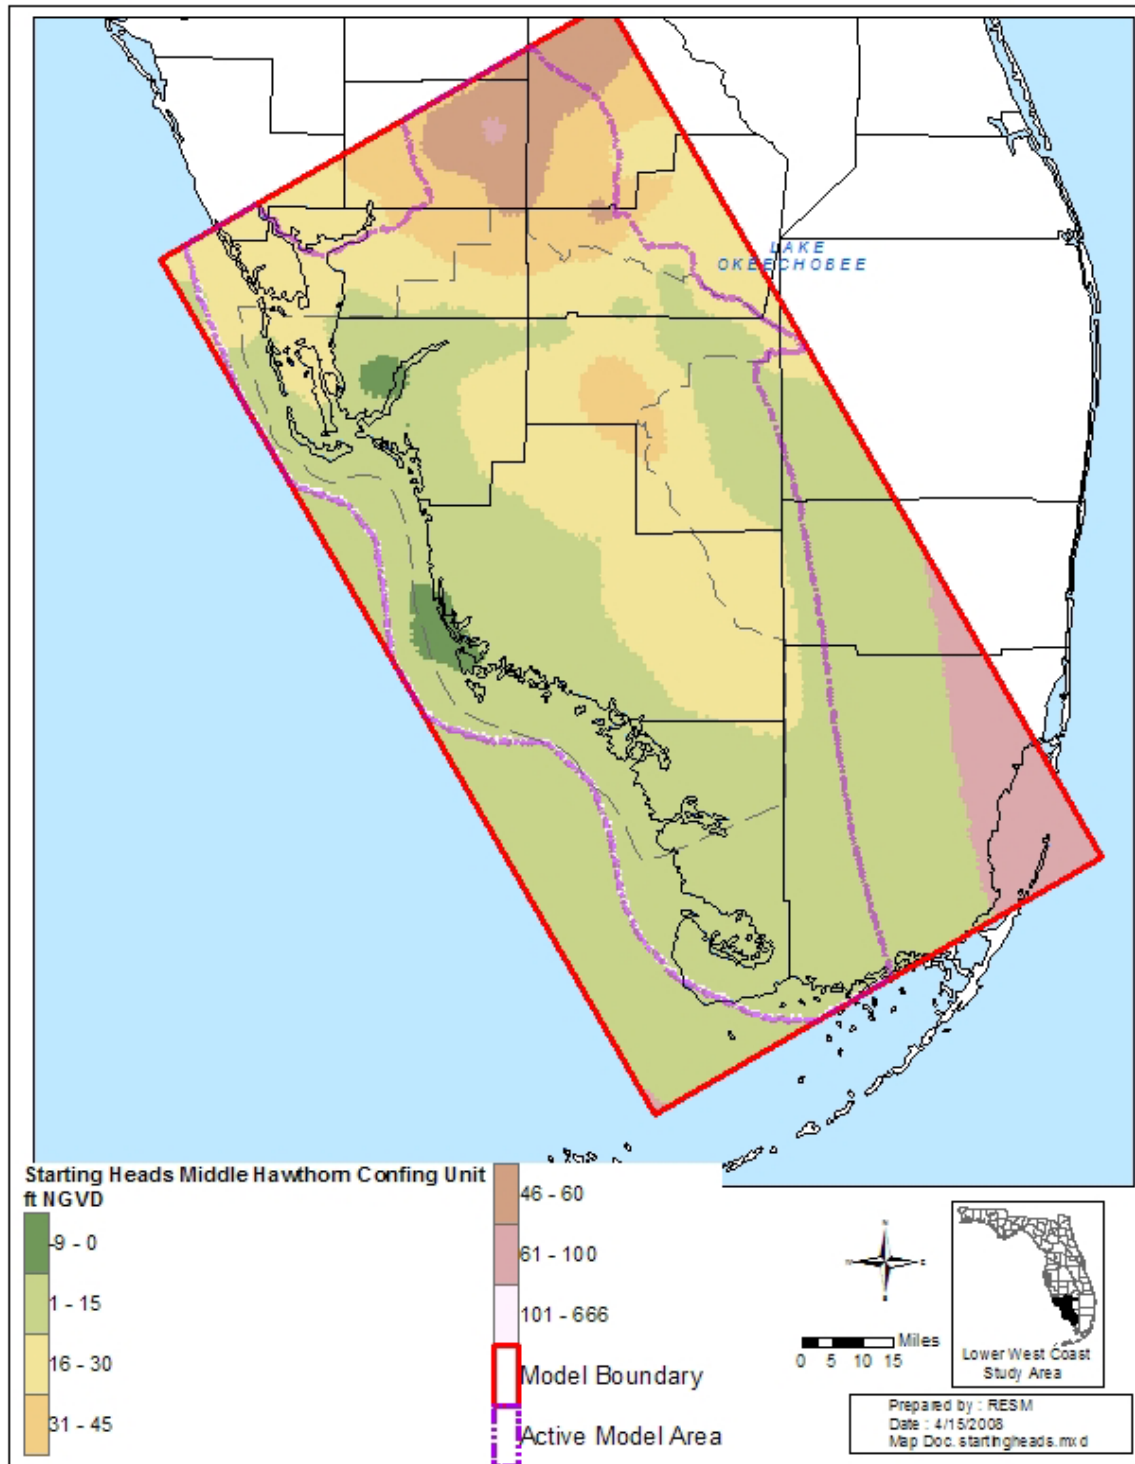 LAKE
OKEECHOBEE
Starting Heads Middle Hawthorn Confing Unit
ft NGVD
-9 - 0
1 - 15
16 - 30
31 - 45
46 - 60
61 - 100
101 - 666
Model Boundary
Active Model Area
N
S
Miles
0 5 10 15
Lower West Coast
Study Area
Prepared by : RESM
Date : 4/15/2008
Map Doc. startingheads.mxd